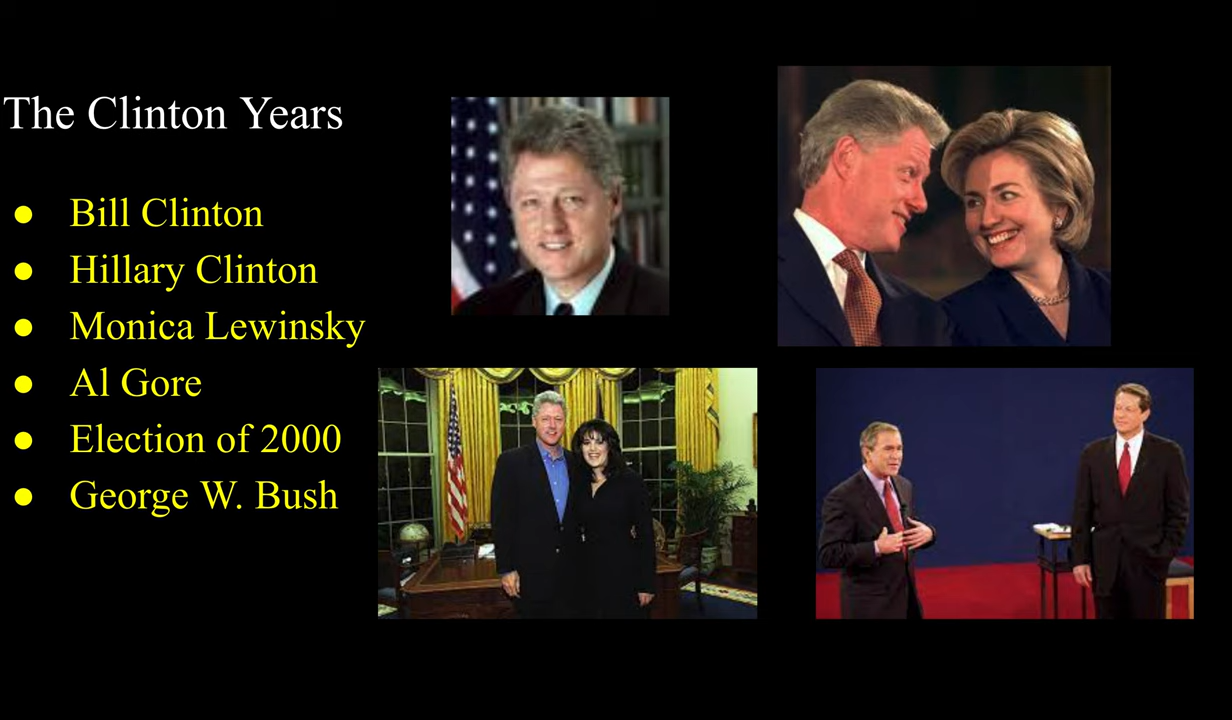 The Clinton Years
● Bill Clinton
● Hillary Clinton
● Monica Lewinsky
● Al Gore
● Election of 2000
● George W. Bush